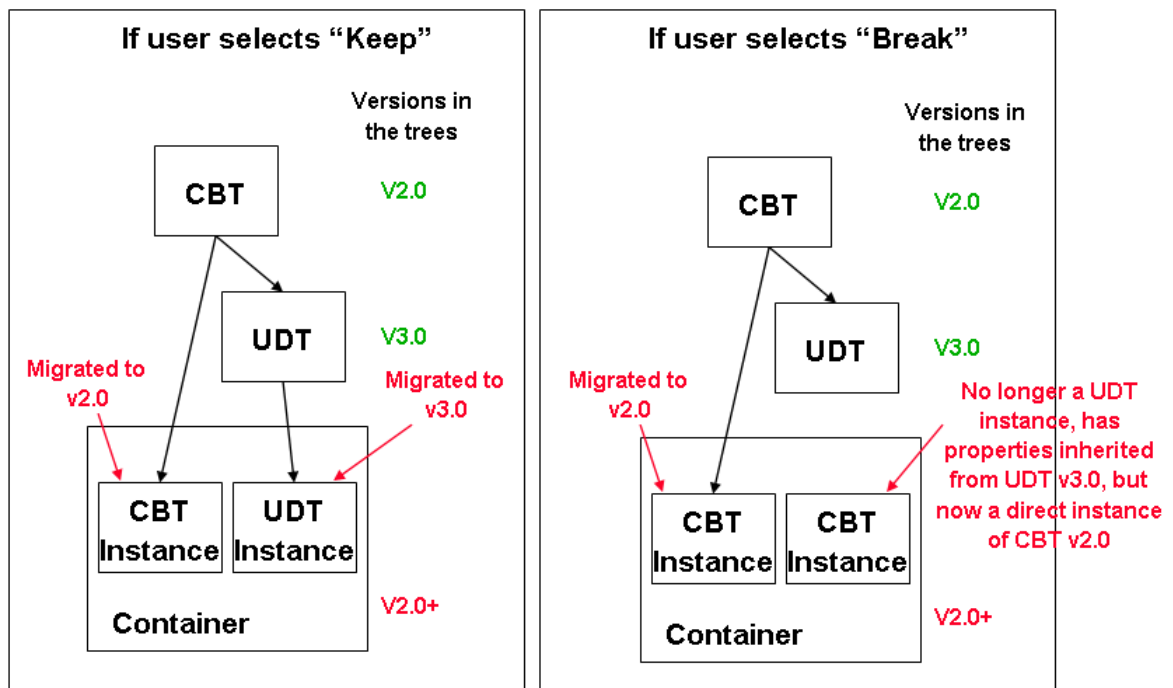 If user selects “Keep”
Versions in
the trees
CBT
V2.0
UDT
V3.0
Migrated to
v2.0
Migrated to
v3.0
CBT
Instance
UDT
Instance
Container
V2.0+
If user selects “Break”
Versions in
the trees
CBT
V2.0
UDT
V3.0
Migrated to
v2.0
No longer a UDT
instance, has
properties inherited
from UDT v3.0, but
now a direct instance
of CBT v2.0
CBT
Instance
CBT
Instance
Container
V2.0+